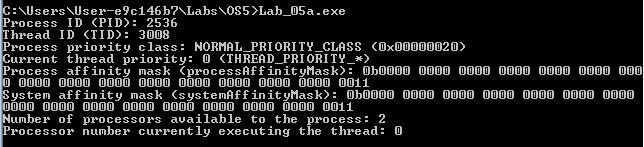 C:\Users\User-e9c146b7\Labs\OS5>Lab_05a.exe
Process ID (PID): 2536
Thread ID (TID): 3008
Process priority class: NORMAL_PRIORITY_CLASS (0x00000020)
Current thread priority: 0 (THREAD_PRIORITY_*)
Process affinity mask (processAffinityMask): 0b0000 0000 0000 0000 0000 0000 000
0 0000 0000 0000 0000 0000 0000 0000 0000 0011
System affinity mask (systemAffinityMask): 0b0000 0000 0000 0000 0000 0000 0000
0000 0000 0000 0000 0000 0000 0000 0000 0011
Number of processors available to the process: 2
Processor number currently executing the thread: 0